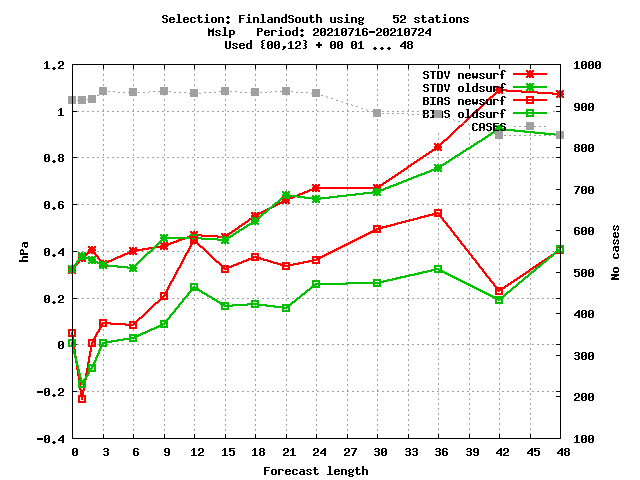 Selection: FinlandSouth using 52 stations
Mslp Period: 20210716-20210724
Used {00,12} + 00 01 ... 48
STDV newsurf
STDV oldsurf
BIAS newsurf
BIAS oldsurf
CASES
1.2
1
0.8
0.6
0.4
0.2
0
-0.2
-0.4
hPa
1000
900
800
700
600
500
400
300
200
100
No cases
0 3 6 9 12 15 18 21 24 27 30 33 36 39 42 45 48
Forecast length